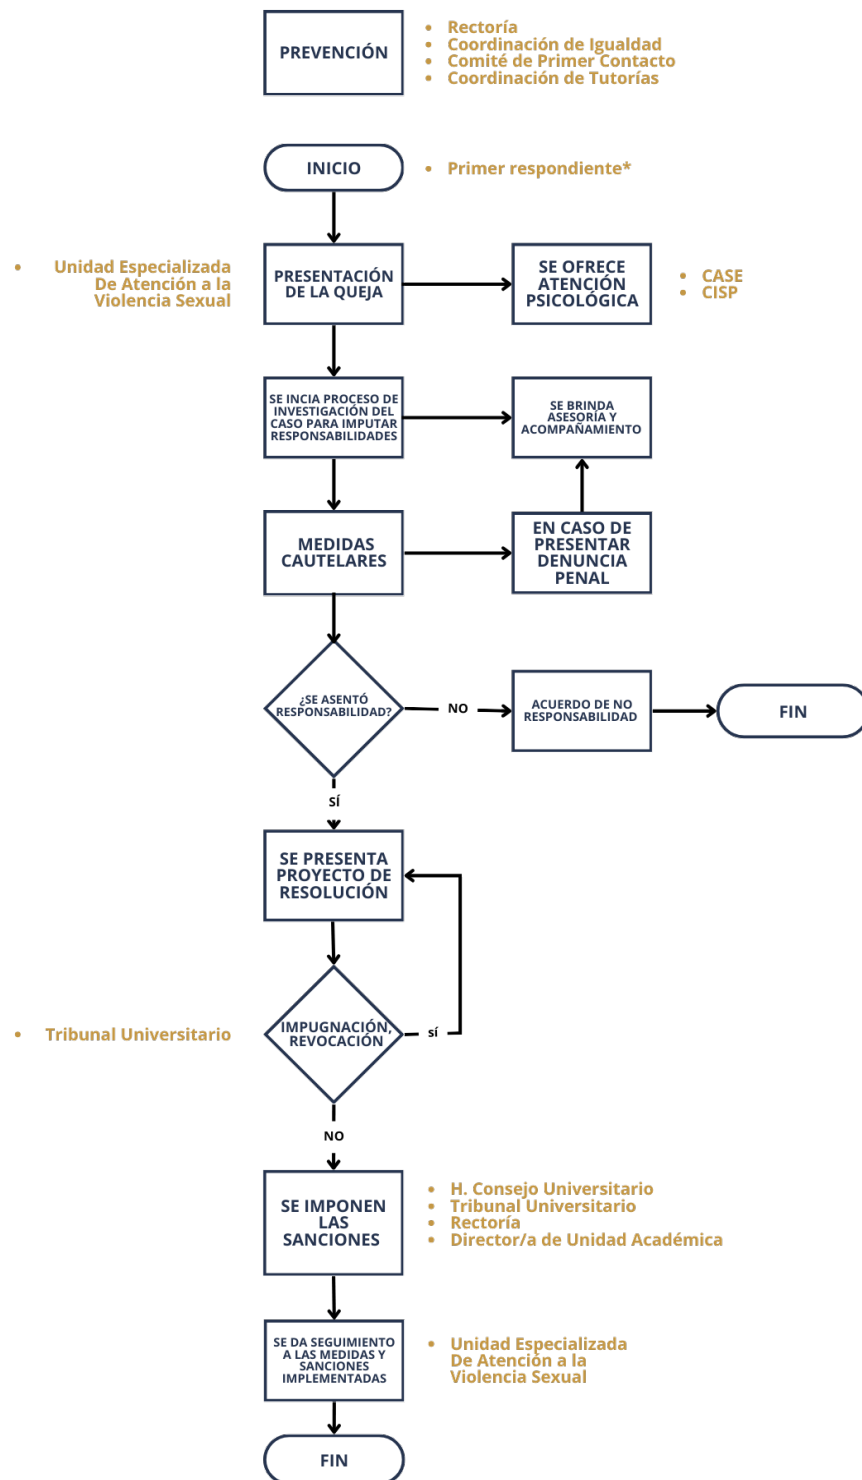 PREVENCIÓN
• Rectoría
• Coordinación de Igualdad
• Comité de Primer Contacto
• Coordinación de Tutorías
INICIO
• Primer respondiente*
• Unidad Especializada
De Atención a la
Violencia Sexual
PRESENTACIÓN
DE LA QUEJA
SE OFRECE
ATENCIÓN
PSICOLÓGICA
• CASE
• CISP
SE INCIA PROCESO DE
INVESTIGACIÓN DEL
CASO PARA IMPUTAR
RESPONSABILIDADES
SE BRINDA
ASESORÍA Y
ACOMPAÑAMIENTO
MEDIDAS
CAUTELARES
EN CASO DE
PRESENTAR
DENUNCIA
PENAL
¿SE ASENTÓ
RESPONSABILIDAD?
NO
ACUERDO DE NO
RESPONSABILIDAD
FIN
SÍ
SE PRESENTA
PROYECTO DE
RESOLUCIÓN
• Tribunal Universitario
IMPUGNACIÓN,
REVOCACIÓN
sí
NO
SE IMPONEN
LAS
SANCIONES
• H. Consejo Universitario
• Tribunal Universitario
• Rectoría
• Director/a de Unidad Académica
SE DA SEGUIMIENTO
A LAS MEDIDAS Y
SANCIONES
IMPLEMENTADAS
• Unidad Especializada
De Atención a la
Violencia Sexual
FIN